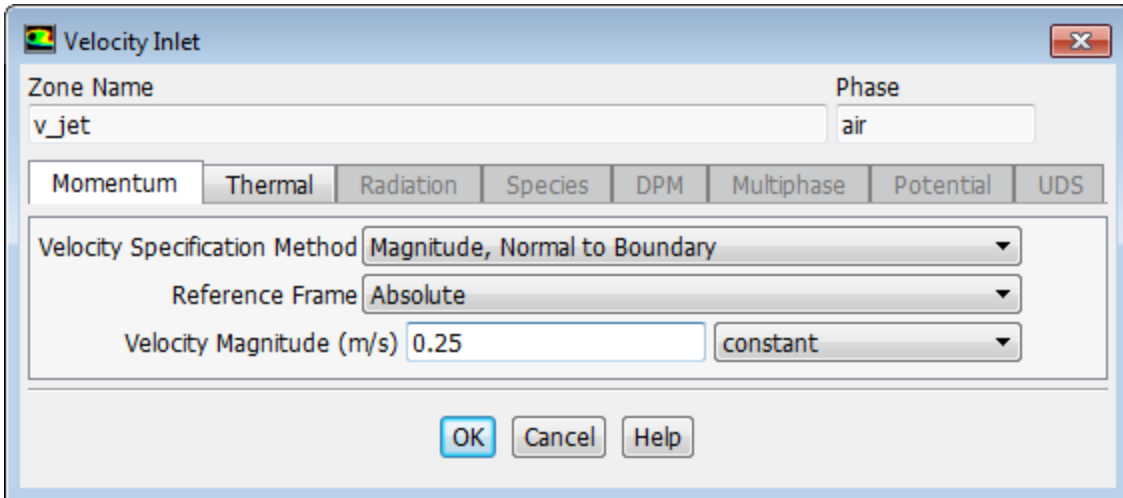 Velocity Inlet
Zone Name Phase
v_jet air
Momentum Thermal Radiation Species DPM Multiphase Potential UDS
Velocity Specification Method Magnitude, Normal to Boundary
Reference Frame Absolute
Velocity Magnitude (m/s) 0.25 constant
OK Cancel Help